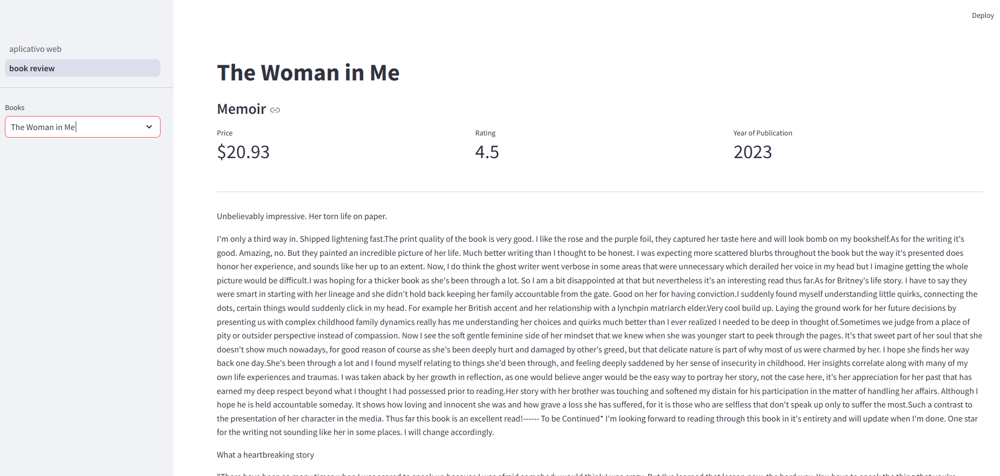 Deploy
aplicativo web
book review
Books
The Woman in Me
The Woman in Me
Memoir
Price
Rating
Year of Publication
$20.93
4.5
2023
Unbelievably impressive. Her torn life on paper.
I'm only a third way in. Shipped lightening fast.The print quality of the book is very good. I like the rose and the purple foil, they captured her taste here and will look bomb on my bookshelf.As for the writing it's
good. Amazing, no. But they painted an incredible picture of her life. Much better writing than I thought to be honest. I was expecting more scattered blurbs throughout the book but the way it's presented does
honor her experience, and sounds like her up to an extent. Now, I do think the ghost writer went verbose in some areas that were unnecessary which derailed her voice in my head but I imagine getting the whole
picture would be difficult.I was hoping for a thicker book as she's been through a lot. So I am a bit disappointed at that but nevertheless it's an interesting read thus far.As for Britney's life story. I have to say they
were smart in starting with her lineage and she didn't hold back keeping her family accountable from the gate. Good on her for having conviction.I suddenly found myself understanding little quirks, connecting the
dots, certain things would suddenly click in my head. For example her British accent and her relationship with a lynchpin matriarch elder.Very cool build up. Laying the ground work for her future decisions by
presenting us with complex childhood family dynamics really has me understanding her choices and quirks much better than I ever realized I needed to be deep in thought of.Sometimes we judge from a place of
pity or outsider perspective instead of compassion. Now I see the soft gentle feminine side of her mindset that we knew when she was younger start to peek through the pages. It's that sweet part of her soul that she
doesn't show much nowadays, for good reason of course as she's been deeply hurt and damaged by other's greed, but that delicate nature is part of why most of us were charmed by her. I hope she finds her way
back one day.She's been through a lot and I found myself relating to things she'd been through, and feeling deeply saddened by her sense of insecurity in childhood. Her insights correlate along with many of my
own life experiences and traumas. I was taken aback by her growth in reflection, as one would believe anger would be the easy way to portray her story, not the case here, it's her appreciation for her past that has
earned my deep respect beyond what I thought I had possessed prior to reading.Her story with her brother was touching and softened my distain for his participation in the matter of handling her affairs. Although I
hope he is held accountable someday. It shows how loving and innocent she was and how grave a loss she has suffered, for it is those who are selfless that don't speak up only to suffer the most.Such a contrast to
the presentation of her character in the media. Thus far this book is an excellent read!------ To be Continued* I'm looking forward to reading through this book in it's entirety and will update when I'm done. One star
for the writing not sounding like her in some places. I will change accordingly.
What a heartbreaking story